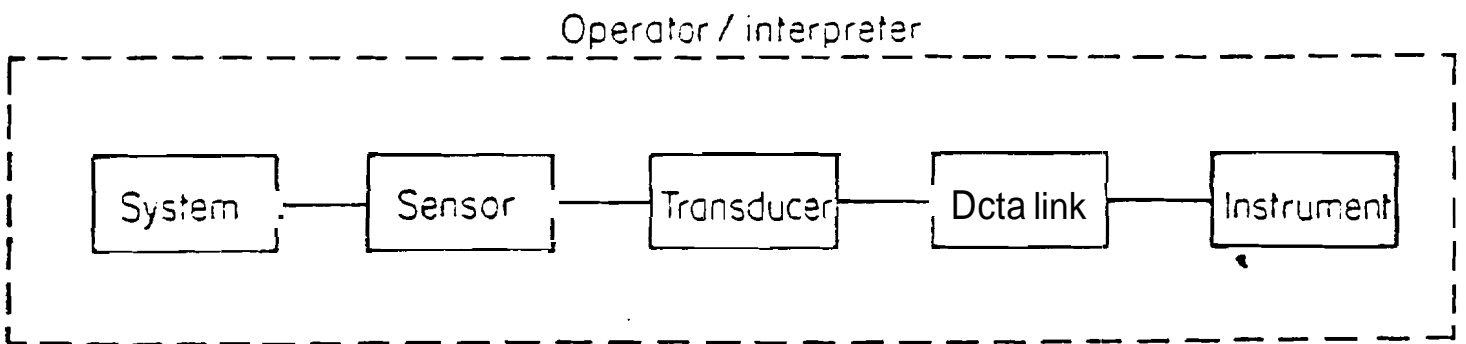 Operator / interpreter
System Sensor Transducer Dcta link Instrument